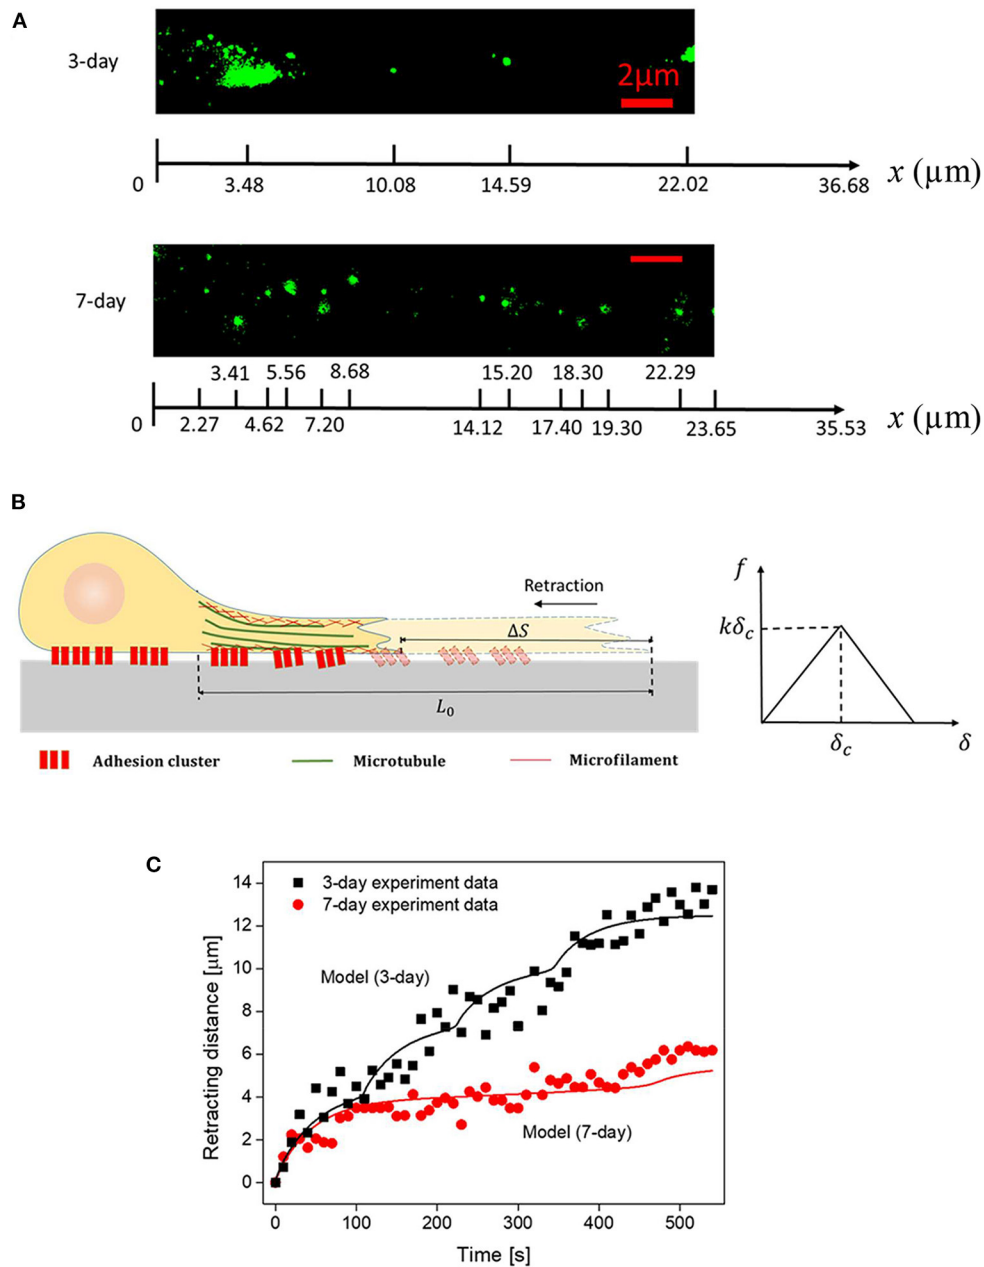 A
3-day
2μm
0 3.48 10.08 14.59 22.02 36.68 x (μm)
7-day
3.41 5.56 8.68 15.20 18.30 22.29
0 2.27 4.62 7.20 14.12 17.40 19.30 23.65 35.53 x (μm)
B
Retraction
ΔS
L₀
f
kδc
δc δ
Adhesion cluster Microtubule Microfilament
C
14
12
10
8
6
4
2
0
Retracting distance [μm]
3-day experiment data
7-day experiment data
Model (3-day)
Model (7-day)
0 100 200 300 400 500
Time [s]